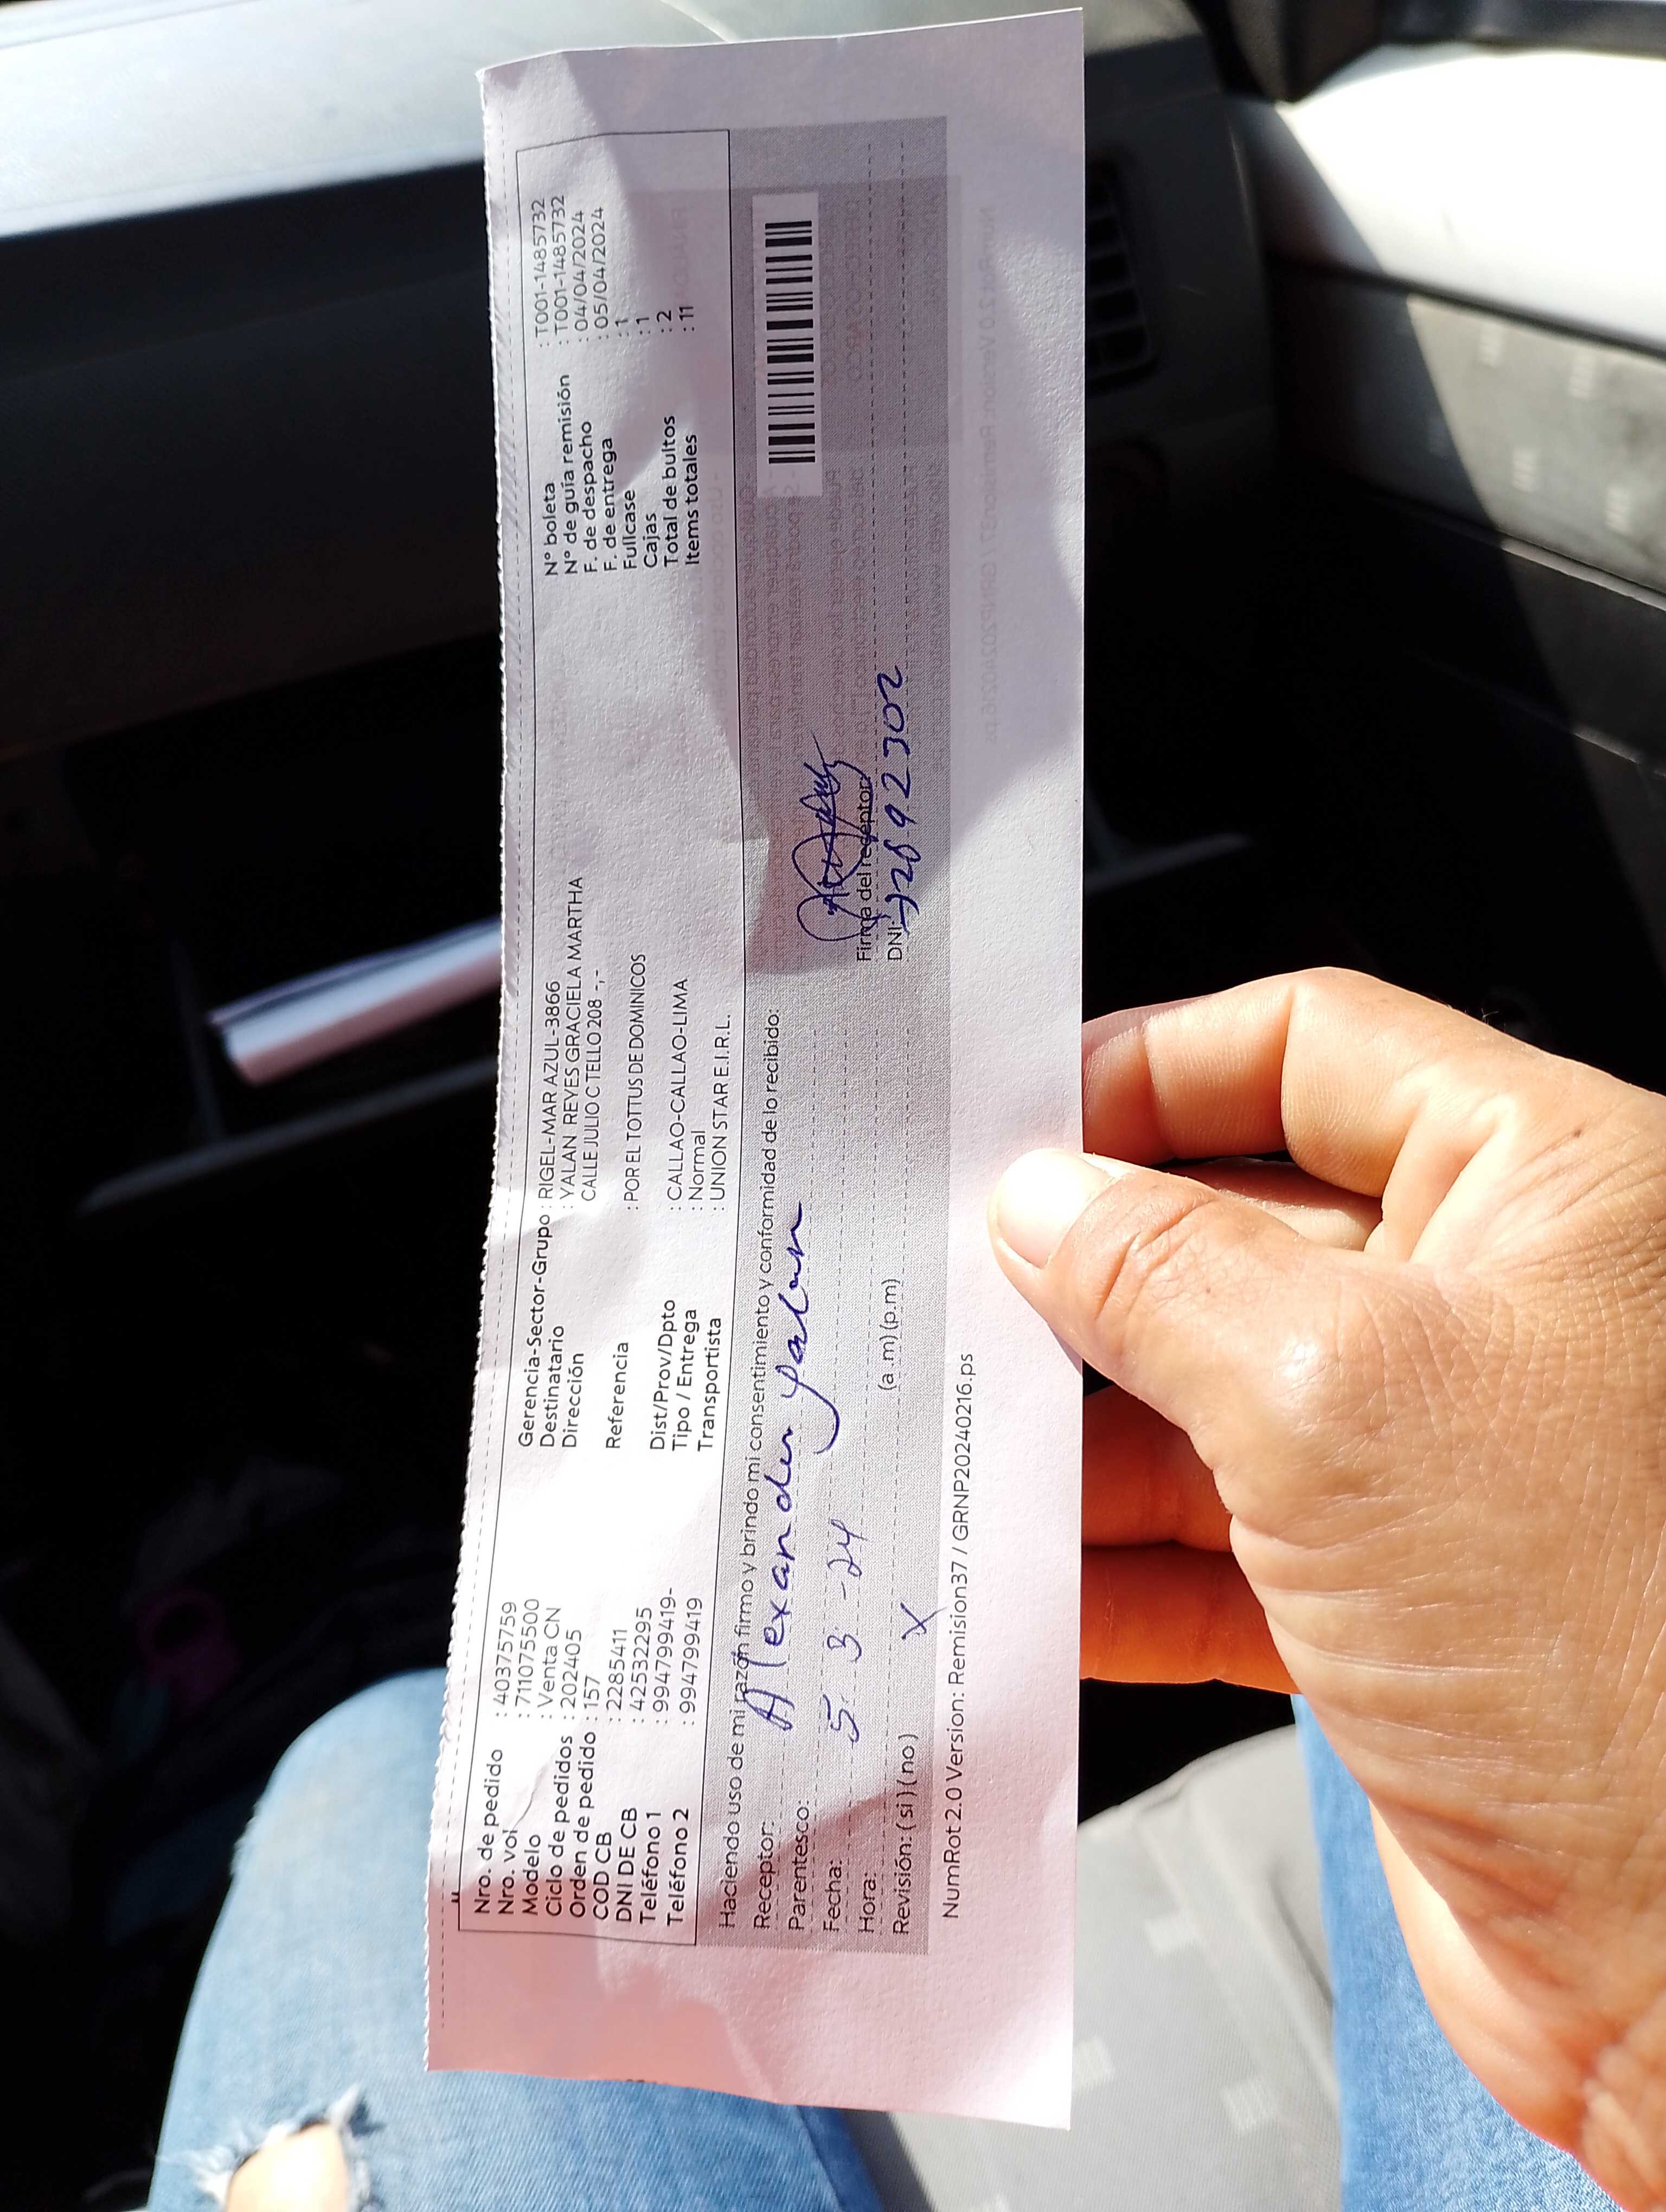 Nro. de pedido : 40375759
Nro. vol : 711075500
Modelo : Venta CN
Ciclo de pedidos : 202405
Orden de pedido : 157
COD CB : 2285411
DNI DE CB : 42532295
Teléfono 1 : 994799419-
Teléfono 2 : 994799419
Gerencia-Sector-Grupo : RIGEL-MAR AZUL-3866
Destinatario : YALAN REYES GRACIELA MARTHA
Dirección CALLE JULIO C TELLO 208 -,-
Referencia : POR EL TOTTUS DE DOMINICOS
Dist/Prov/Dpto : CALLAO-CALLAO-LIMA
Tipo / Entrega : Normal
Transportista : UNION STAR E.I.R.L.
N° boleta : T001-1485732
N° de guía remisión : T001-1485732
F. de despacho : 04/04/2024
F. de entrega : 05/04/2024
Fullcase : 1
Cajas : 1
Total de bultos : 2
Items totales : 11
Haciendo uso de mi razón firmo y brindo mi consentimiento y conformidad de lo recibido:
Receptor: Alexander yalan
Parentesco:
Fecha: 5 3 -24
Hora: (a.m) (p.m)
Revisión: ( si ) ( no ) X
Firma del receptor:
DNI:
NumRot 2.0 Version: Remision37 / GRNP20240216.ps